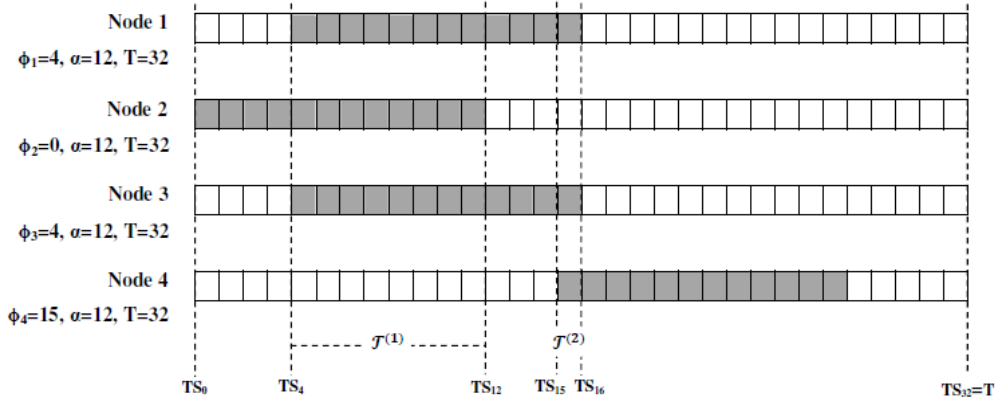 Node 1
ϕ₁=4, α=12, T=32
Node 2
ϕ₂=0, α=12, T=32
Node 3
ϕ₃=4, α=12, T=32
Node 4
ϕ₄=15, α=12, T=32
𝒯⁽¹⁾ 𝒯⁽²⁾
TS₀ TS₄ TS₁₂ TS₁₅ TS₁₆ TS₃₂=T